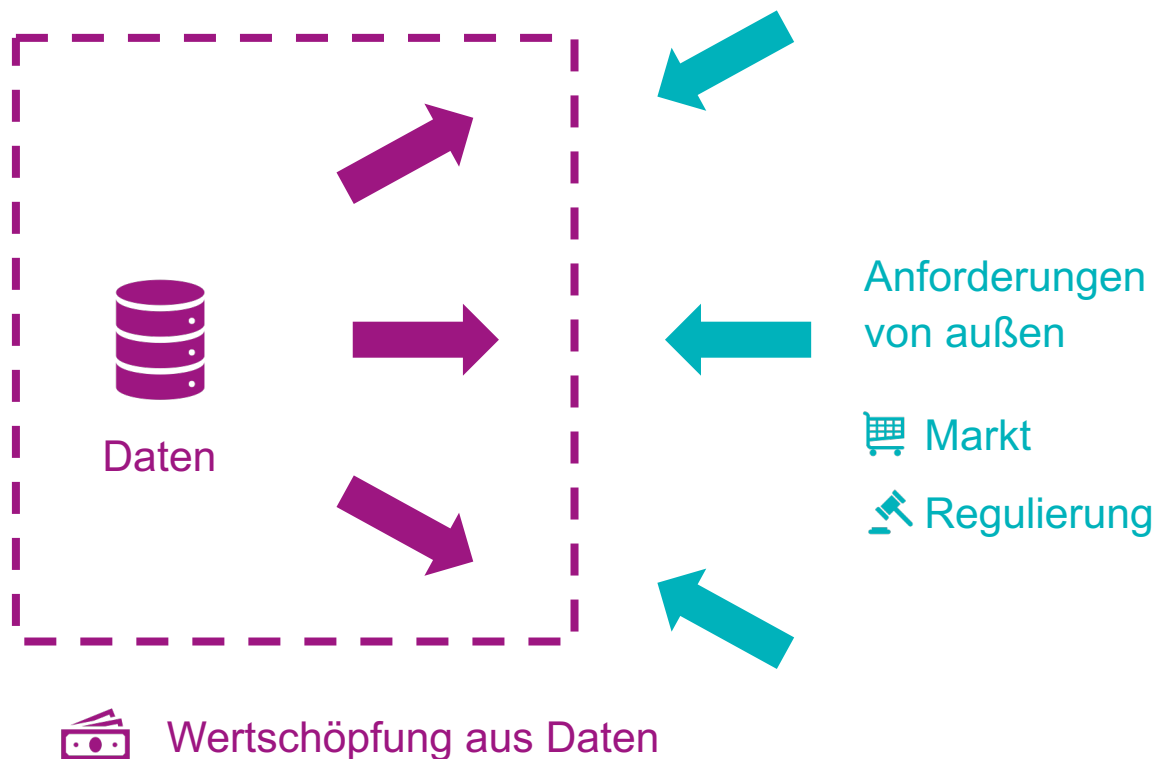 Anforderungen
von außen
Daten
Markt
Regulierung
Wertschöpfung aus Daten